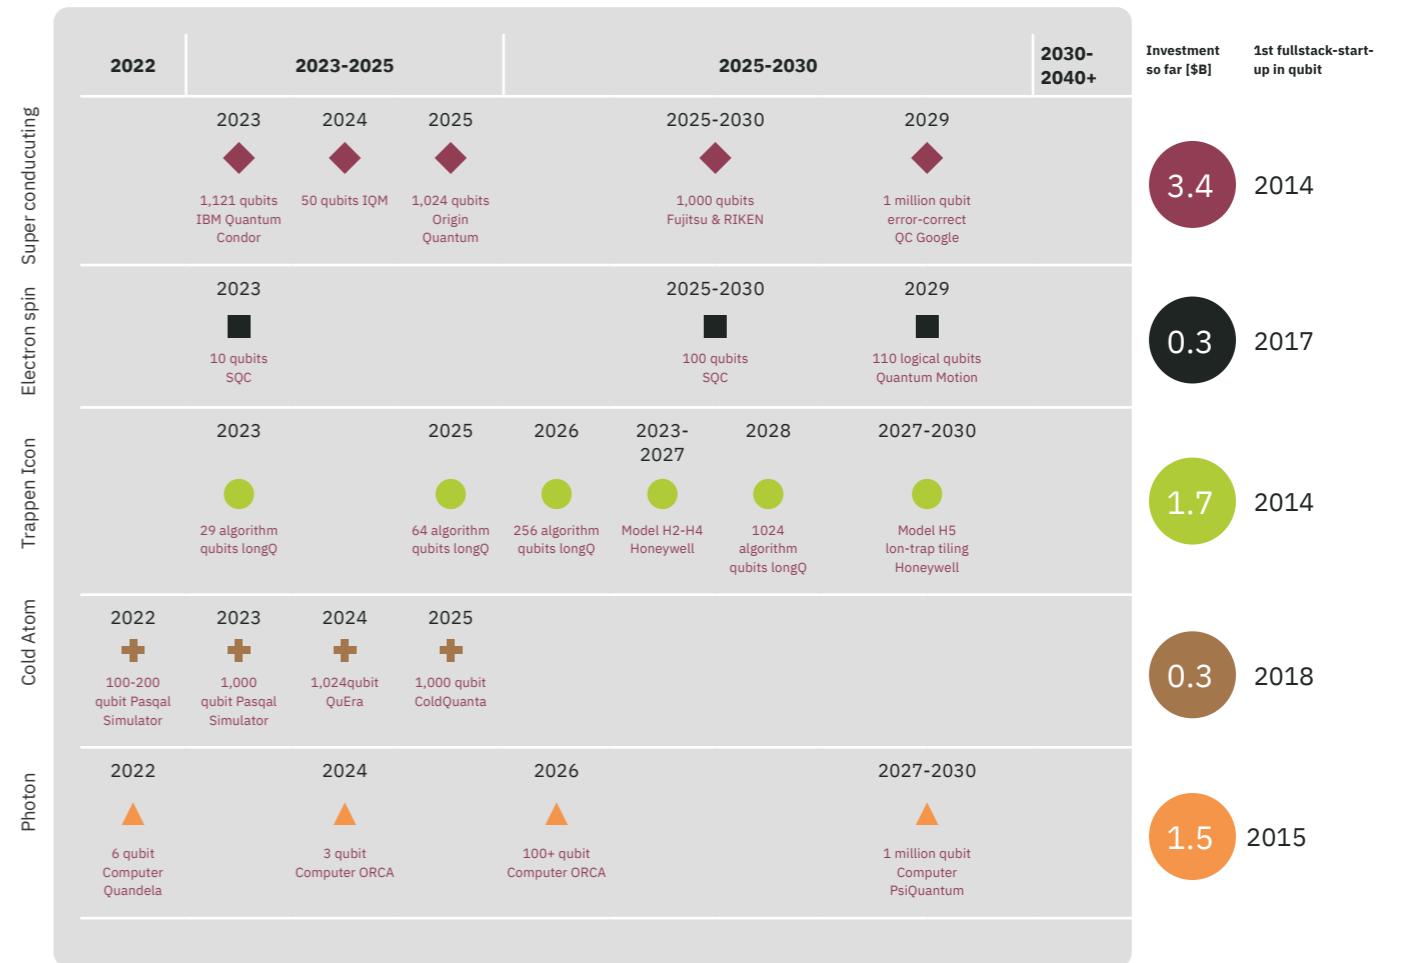 2022
2023-2025
2025-2030
2030-
2040+
Investment
so far [$B]
1st fullstack-start-
up in qubit
Super conducuting
2023
2024
2025
2025-2030
2029
1,121 qubits
IBM Quantum
Condor
50 qubits IQM
1,024 qubits
Origin
Quantum
1,000 qubits
Fujitsu & RIKEN
1 million qubit
error-correct
QC Google
3.4
2014
Electron spin
2023
2025-2030
2029
10 qubits
SQC
100 qubits
SQC
110 logical qubits
Quantum Motion
0.3
2017
Trappen Icon
2023
2025
2026
2023-
2027
2028
2027-2030
29 algorithm
qubits longQ
64 algorithm
qubits longQ
256 algorithm
qubits longQ
Model H2-H4
Honeywell
1024
algorithm
qubits longQ
Model H5
lon-trap tiling
Honeywell
1.7
2014
Cold Atom
2022
2023
2024
2025
100-200
qubit Pasqal
Simulator
1,000
qubit Pasqal
Simulator
1,024qubit
QuEra
1,000 qubit
ColdQuanta
0.3
2018
Photon
2022
2024
2026
2027-2030
6 qubit
Computer
Quandela
3 qubit
Computer ORCA
100+ qubit
Computer ORCA
1 million qubit
Computer
PsiQuantum
1.5
2015